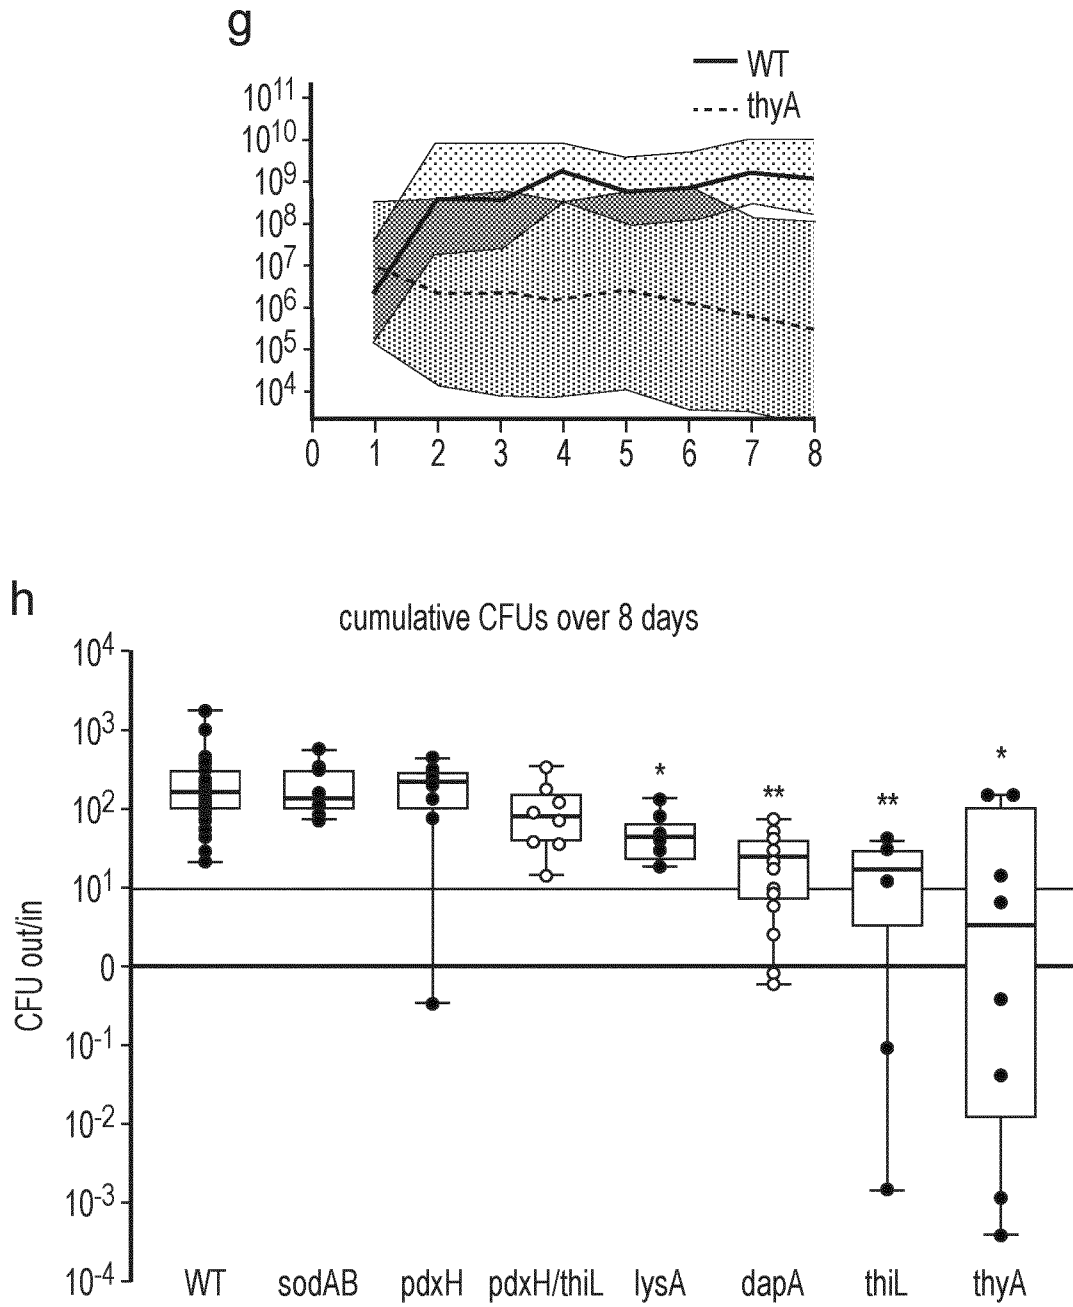 g
WT
thyA
10^11
10^10
10^9
10^8
10^7
10^6
10^5
10^4
0 1 2 3 4 5 6 7 8
h
cumulative CFUs over 8 days
CFU out/in
10^4
10^3
10^2
10^1
0
10^-1
10^-2
10^-3
10^-4
* ** ** *
WT sodAB pdxH pdxH/thiL lysA dapA thiL thyA